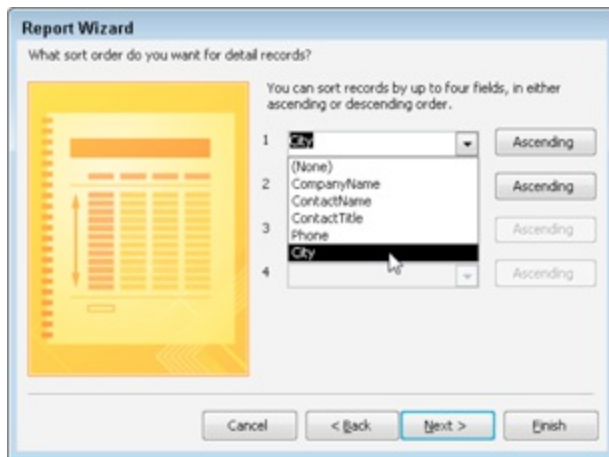 Report Wizard
What sort order do you want for detail records?
You can sort records by up to four fields, in either
ascending or descending order.
1 City Ascending
(None)
2 CompanyName Ascending
ContactName
ContactTitle
3 Phone Ascending
City
4 Ascending
Cancel < Back Next > Finish